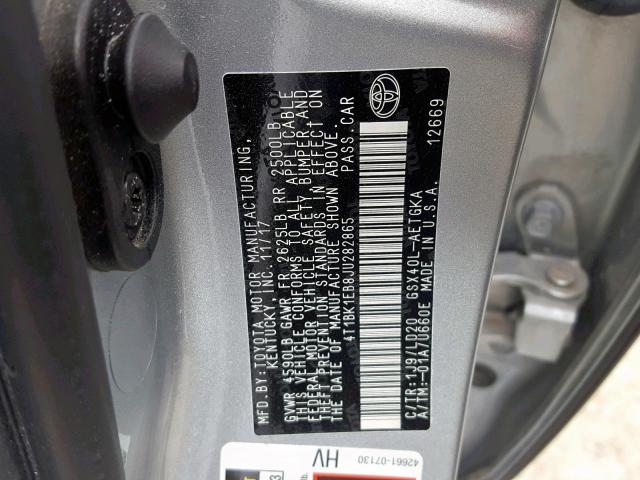 MFD. BY: TOYOTA MOTOR MANUFACTURING,
KENTUCKY, INC. 11/17
GVWR 4590LB GAWR FR 2625LB RR 2500LB
THIS VEHICLE CONFORMS TO ALL APPLICABLE
FEDERAL MOTOR VEHICLE SAFETY, BUMPER, AND
THEFT PREVENTION STANDARDS IN EFFECT ON
THE DATE OF MANUFACTURE SHOWN ABOVE.
4T1BK1EB8JU282865 PASS. CAR
C/TR: 1J9/LD20 GSX40L-AETGKA
A/TM: -01A/U660E MADE IN U.S.A. 12669
42661-07130
HV